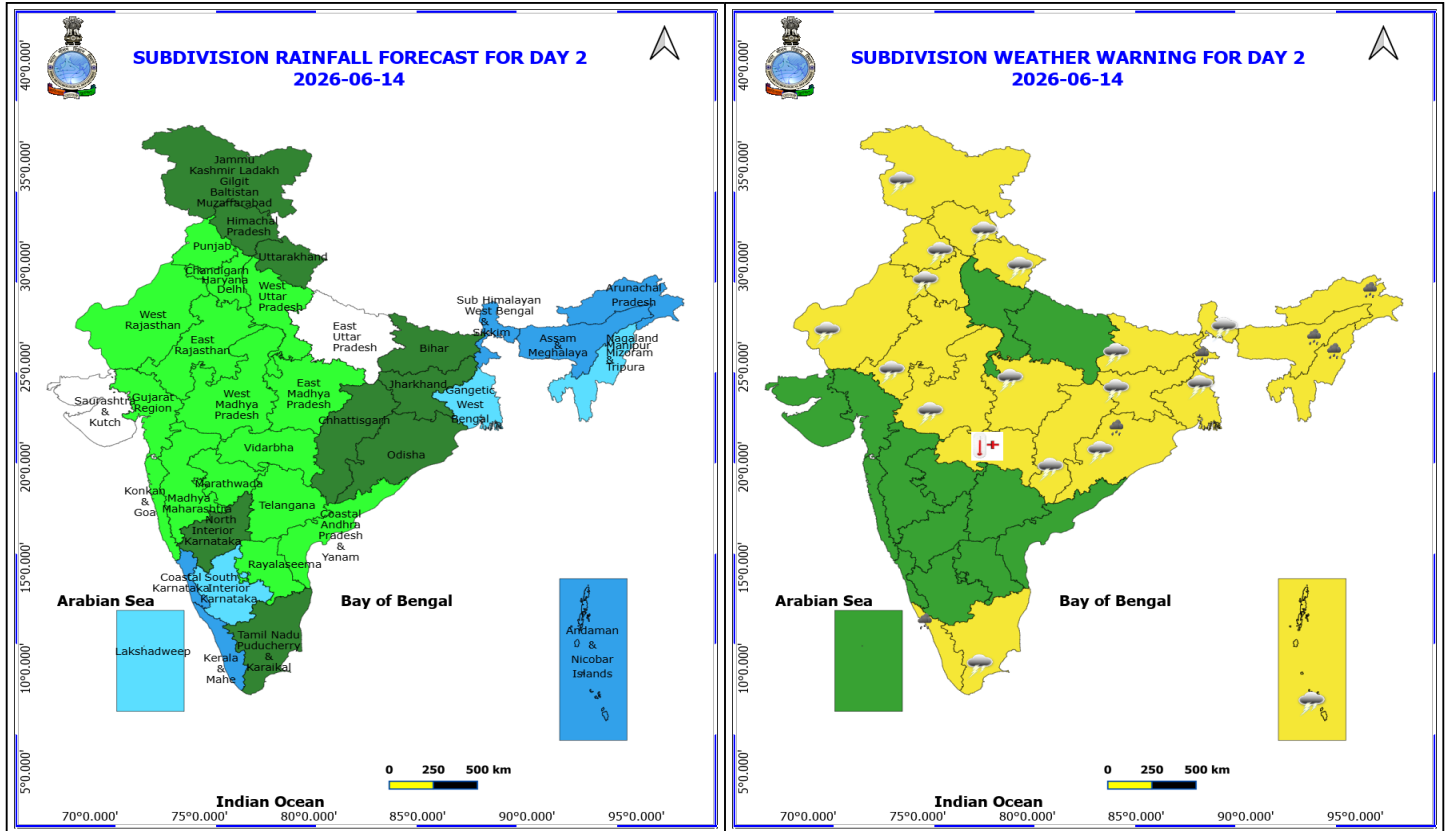 SUBDIVISION RAINFALL FORECAST FOR DAY 2
2026-06-14
40°0.000'
35°0.000'
30°0.000'
25°0.000'
20°0.000'
15°0.000'
10°0.000'
5°0.000'
Jammu
Kashmir Ladakh
Gilgit
Baltistan
Muzaffarabad
Himachal
Pradesh
Punjab
Uttarakhand
Chandigarh
Haryana
Delhi
West
Uttar
Pradesh
Arunachal
Pradesh
Sub Himalayan
West Bengal
&
Sikkim
West
Rajasthan
East
Uttar
Pradesh
East
Rajasthan
Bihar
Assam
&
Meghalaya
Nagaland
Manipur
Mizoram
&
Tripura
Jharkhand
Gangetic
West
Bengal
Saurashtra
&
Kutch
Gujarat
Region
West
Madhya
Pradesh
East
Madhya
Pradesh
Chhattisgarh
Odisha
Vidarbha
Konkan
&
Goa
Marathwada
Madhya
Maharashtra
Telangana
North
Interior
Karnataka
Coastal
Andhra
Pradesh
&
Yanam
Rayalaseema
Coastal
Karnataka
South
Interior
Karnataka
Arabian Sea
Bay of Bengal
Lakshadweep
Tamil Nadu
Puducherry
&
Karaikal
Kerala
&
Mahe
Andaman
&
Nicobar
Islands
0 250 500 km
Indian Ocean
70°0.000' 75°0.000' 80°0.000' 85°0.000' 90°0.000' 95°0.000'
SUBDIVISION WEATHER WARNING FOR DAY 2
2026-06-14
40°0.000'
35°0.000'
30°0.000'
25°0.000'
20°0.000'
15°0.000'
10°0.000'
5°0.000'
Arabian Sea
Bay of Bengal
0 250 500 km
Indian Ocean
70°0.000' 75°0.000' 80°0.000' 85°0.000' 90°0.000' 95°0.000'